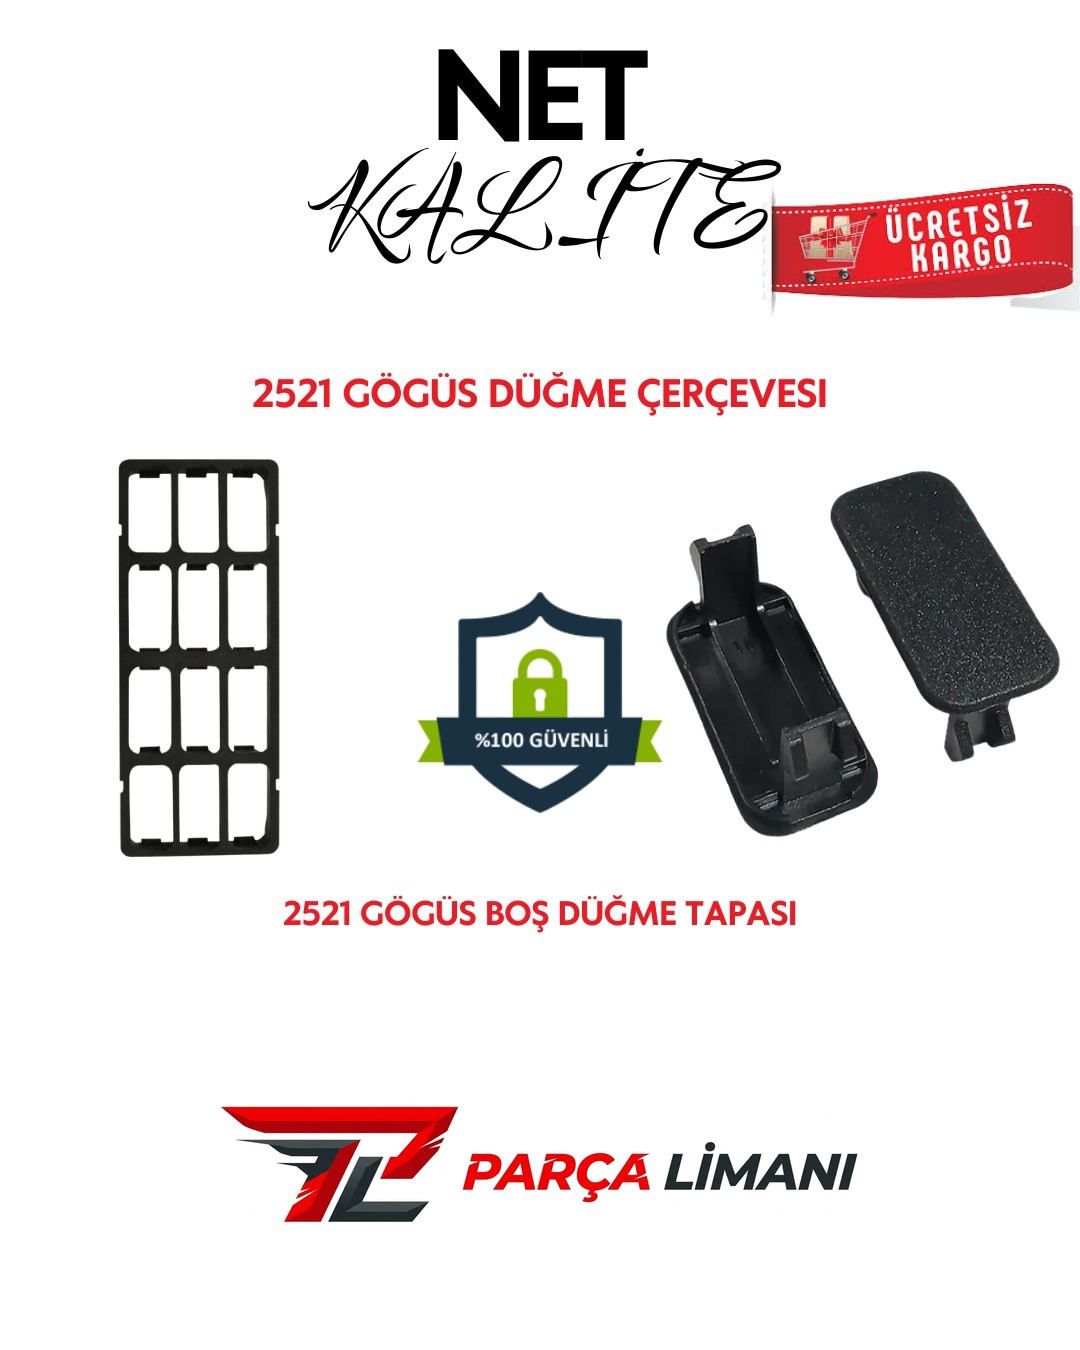 NET
KALİTE
ÜCRETSİZ
KARGO
2521 GÖGÜS DÜĞME ÇERÇEVESI
%100 GÜVENLİ
2521 GÖGÜS BOŞ DÜĞME TAPASI
PARÇA LİMANI